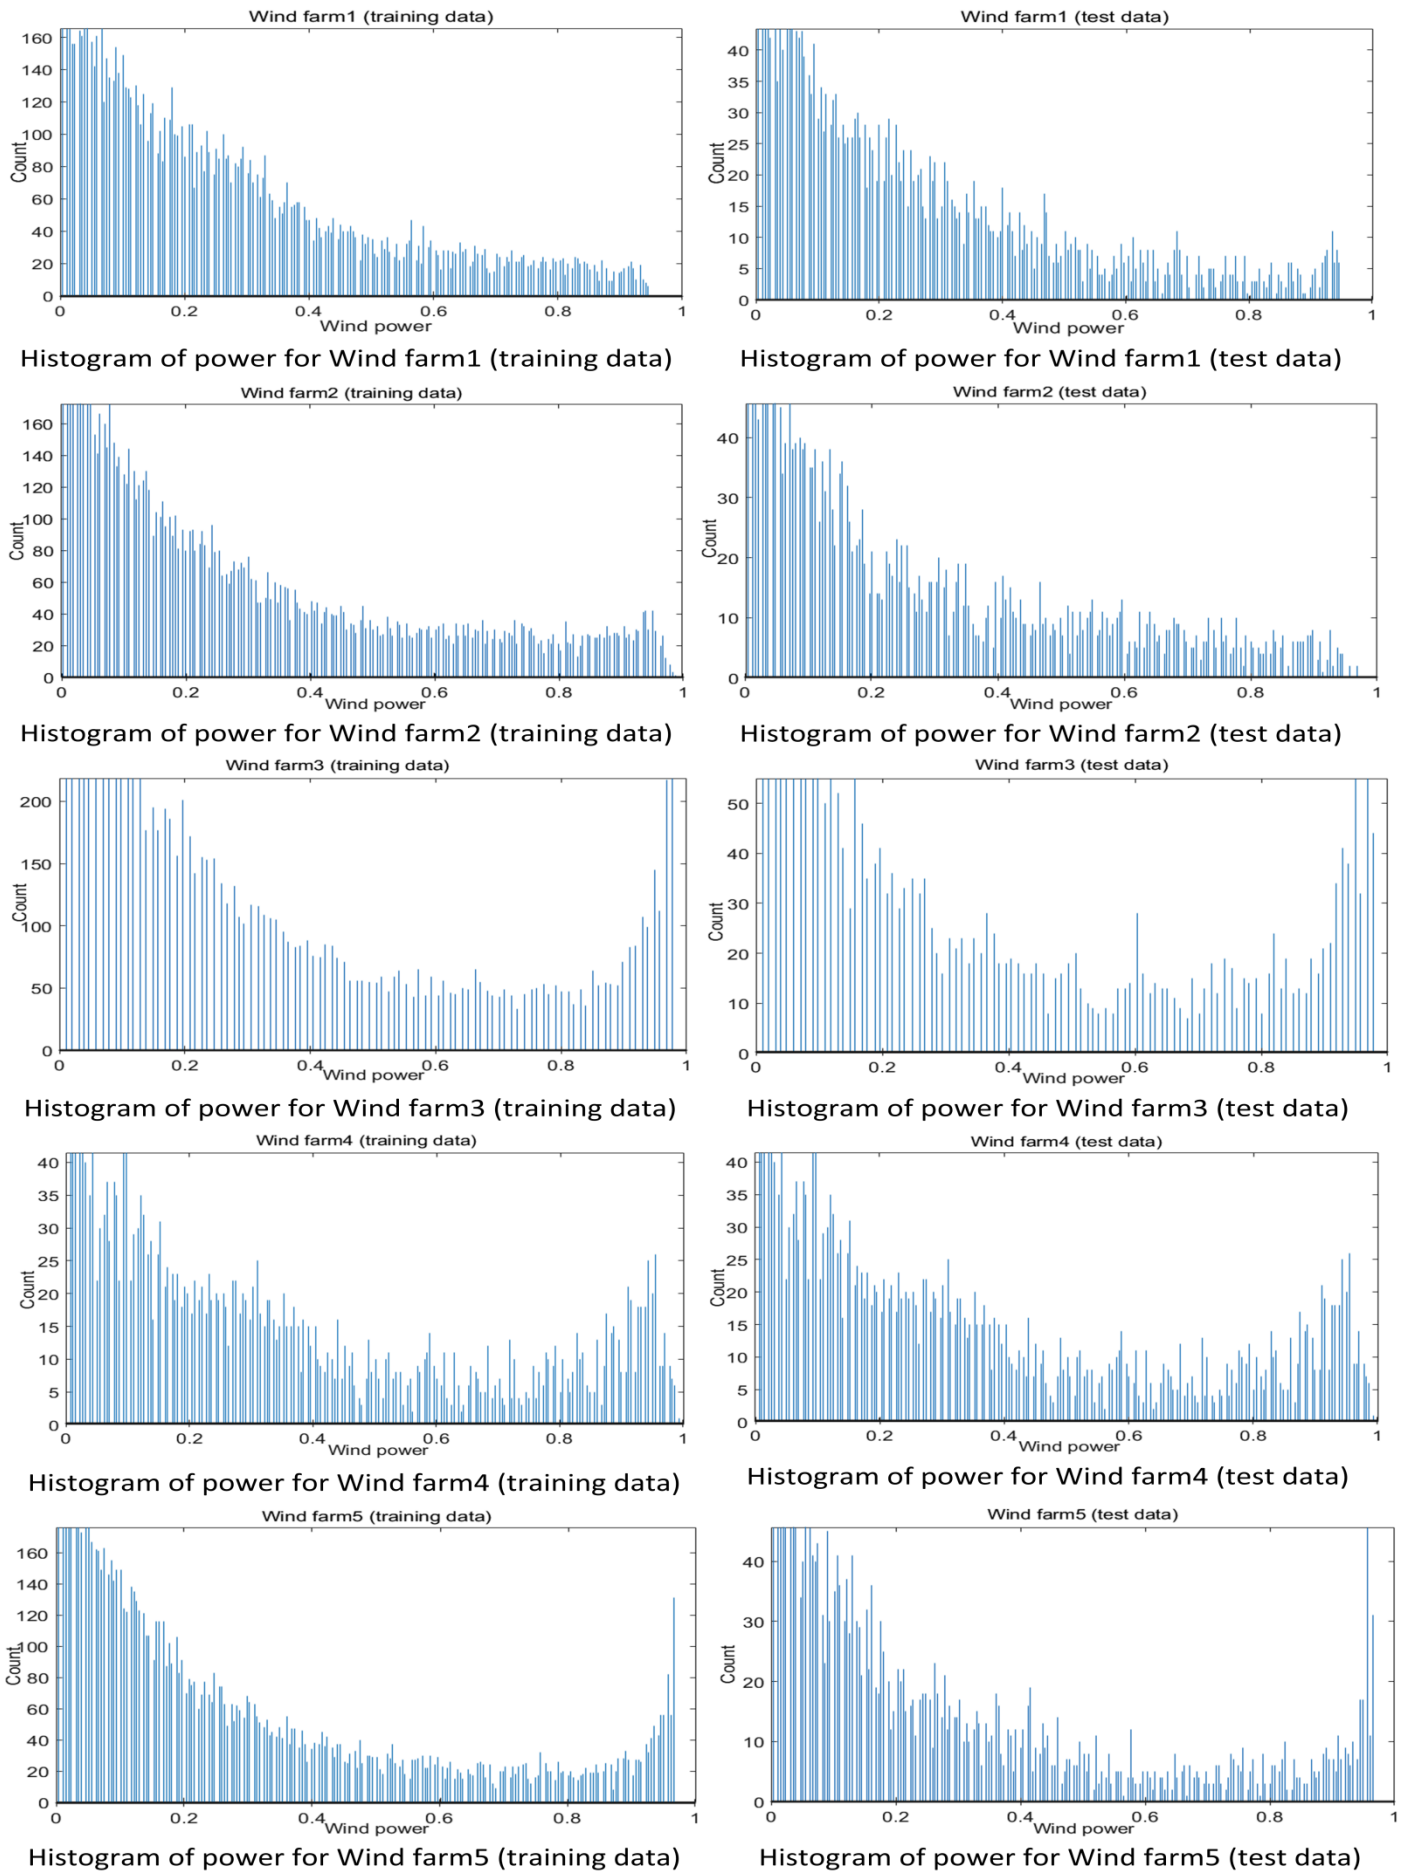 Wind farm1 (training data)
160
140
120
100
80
60
40
20
0
Count
0 0.2 0.4 0.6 0.8 1
Wind power
Histogram of power for Wind farm1 (training data)
Wind farm1 (test data)
40
35
30
25
20
15
10
5
0
Count
0 0.2 0.4 0.6 0.8 1
Wind power
Histogram of power for Wind farm1 (test data)
Wind farm2 (training data)
160
140
120
100
80
60
40
20
0
Count
0 0.2 0.4 0.6 0.8 1
Wind power
Histogram of power for Wind farm2 (training data)
Wind farm2 (test data)
40
30
20
10
0
Count
0 0.2 0.4 0.6 0.8 1
Wind power
Histogram of power for Wind farm2 (test data)
Wind farm3 (training data)
200
150
100
50
0
Count
0 0.2 0.4 0.6 0.8 1
Wind power
Histogram of power for Wind farm3 (training data)
Wind farm3 (test data)
50
40
30
20
10
0
Count
0 0.2 0.4 0.6 0.8 1
Wind power
Histogram of power for Wind farm3 (test data)
Wind farm4 (training data)
40
35
30
25
20
15
10
5
0
Count
0 0.2 0.4 0.6 0.8 1
Wind power
Histogram of power for Wind farm4 (training data)
Wind farm4 (test data)
40
35
30
25
20
15
10
5
0
Count
0 0.2 0.4 0.6 0.8 1
Wind power
Histogram of power for Wind farm4 (test data)
Wind farm5 (training data)
160
140
120
100
80
60
40
20
0
Count
0 0.2 0.4 0.6 0.8 1
Wind power
Histogram of power for Wind farm5 (training data)
Wind farm5 (test data)
40
30
20
10
0
Count
0 0.2 0.4 0.6 0.8 1
Wind power
Histogram of power for Wind farm5 (test data)